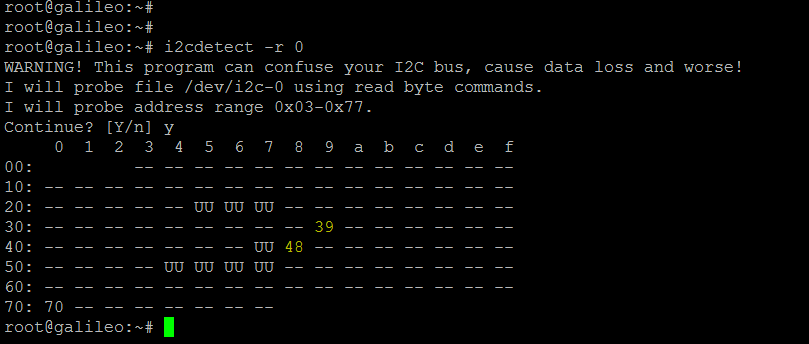 root@galileo:~#
root@galileo:~#
root@galileo:~# i2cdetect -r 0
WARNING! This program can confuse your I2C bus, cause data loss and worse!
I will probe file /dev/i2c-0 using read byte commands.
I will probe address range 0x03-0x77.
Continue? [Y/n] y
     0  1  2  3  4  5  6  7  8  9  a  b  c  d  e  f
00:          -- -- -- -- -- -- -- -- -- -- -- -- --
10: -- -- -- -- -- -- -- -- -- -- -- -- -- -- -- --
20: -- -- -- -- -- UU UU UU -- -- -- -- -- -- -- --
30: -- -- -- -- -- -- -- -- -- 39 -- -- -- -- -- --
40: -- -- -- -- -- -- -- UU 48 -- -- -- -- -- -- --
50: -- -- -- -- UU UU UU UU -- -- -- -- -- -- -- --
60: -- -- -- -- -- -- -- -- -- -- -- -- -- -- -- --
70: 70 -- -- -- -- -- -- --
root@galileo:~#